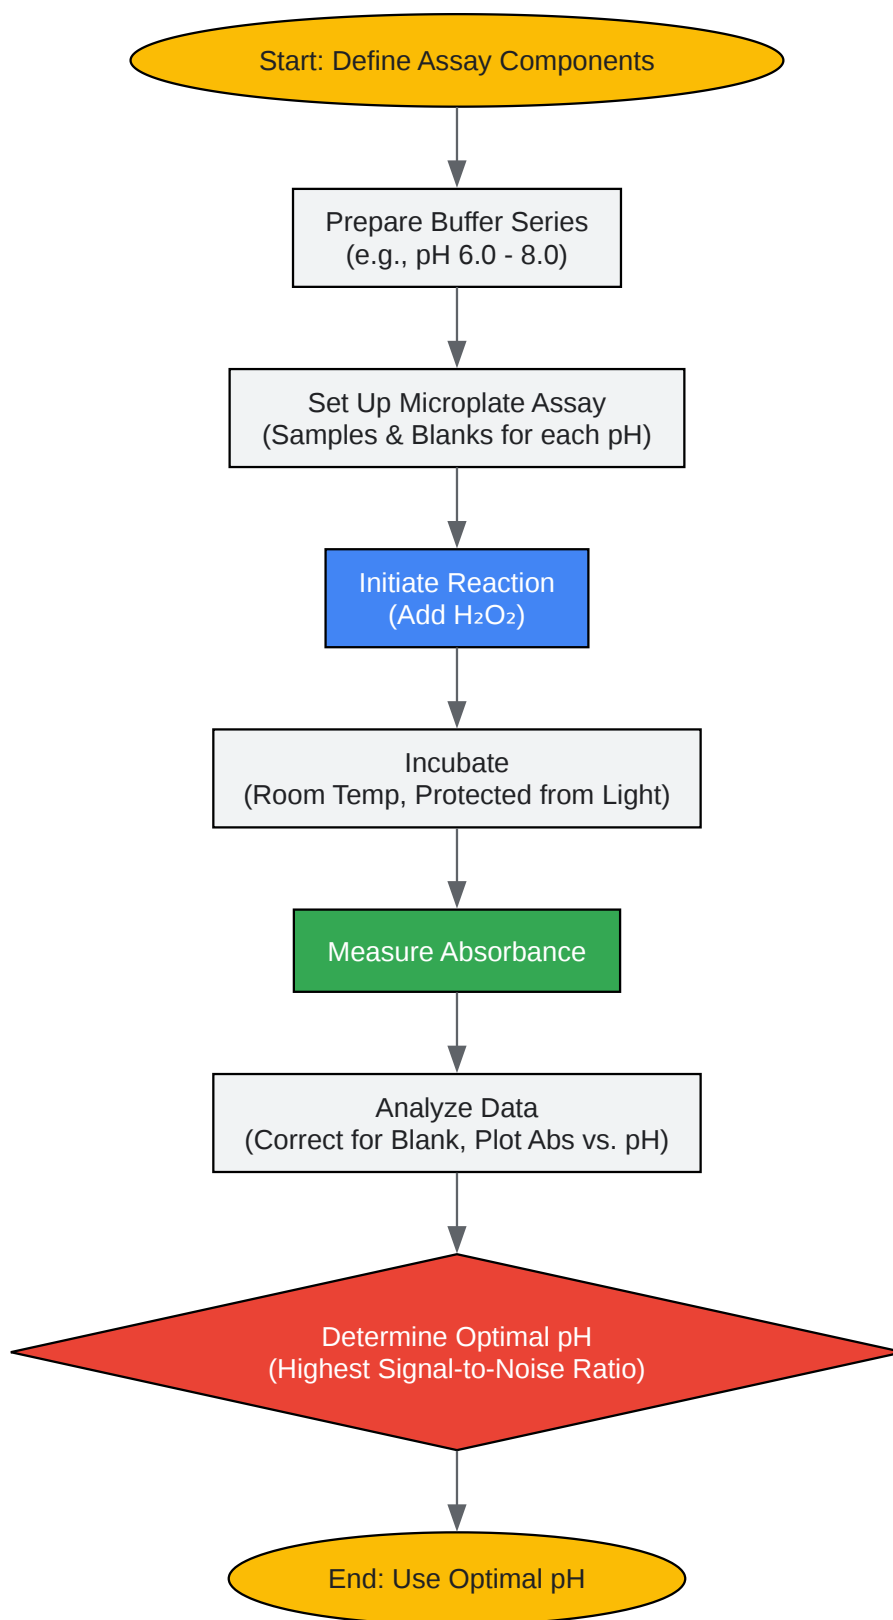 Start: Define Assay Components
Prepare Buffer Series
(e.g., pH 6.0 - 8.0)
Set Up Microplate Assay
(Samples & Blanks for each pH)
Initiate Reaction
(Add H₂O₂)
Incubate
(Room Temp, Protected from Light)
Measure Absorbance
Analyze Data
(Correct for Blank, Plot Abs vs. pH)
Determine Optimal pH
(Highest Signal-to-Noise Ratio)
End: Use Optimal pH